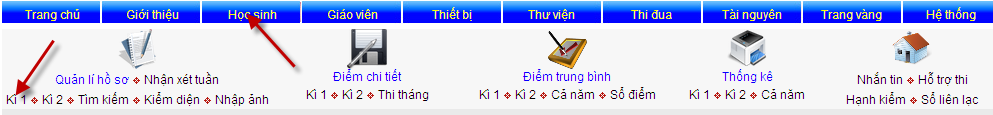 Trang chủ Giới thiệu Học sinh Giáo viên Thiết bị Thư viện Thi đua Tài nguyên Trang vàng Hệ thống
Quản lí hồ sơ ❖ Nhận xét tuần
Kì 1 ❖ Kì 2 ❖ Tìm kiếm ❖ Kiểm diện ❖ Nhập ảnh
Điểm chi tiết
Kì 1 ❖ Kì 2 ❖ Thi tháng
Điểm trung bình
Kì 1 ❖ Kì 2 ❖ Cả năm ❖ Sổ điểm
Thống kê
Kì 1 ❖ Kì 2 ❖ Cả năm
Nhắn tin ❖ Hỗ trợ thi
Hạnh kiểm ❖ Sổ liên lạc